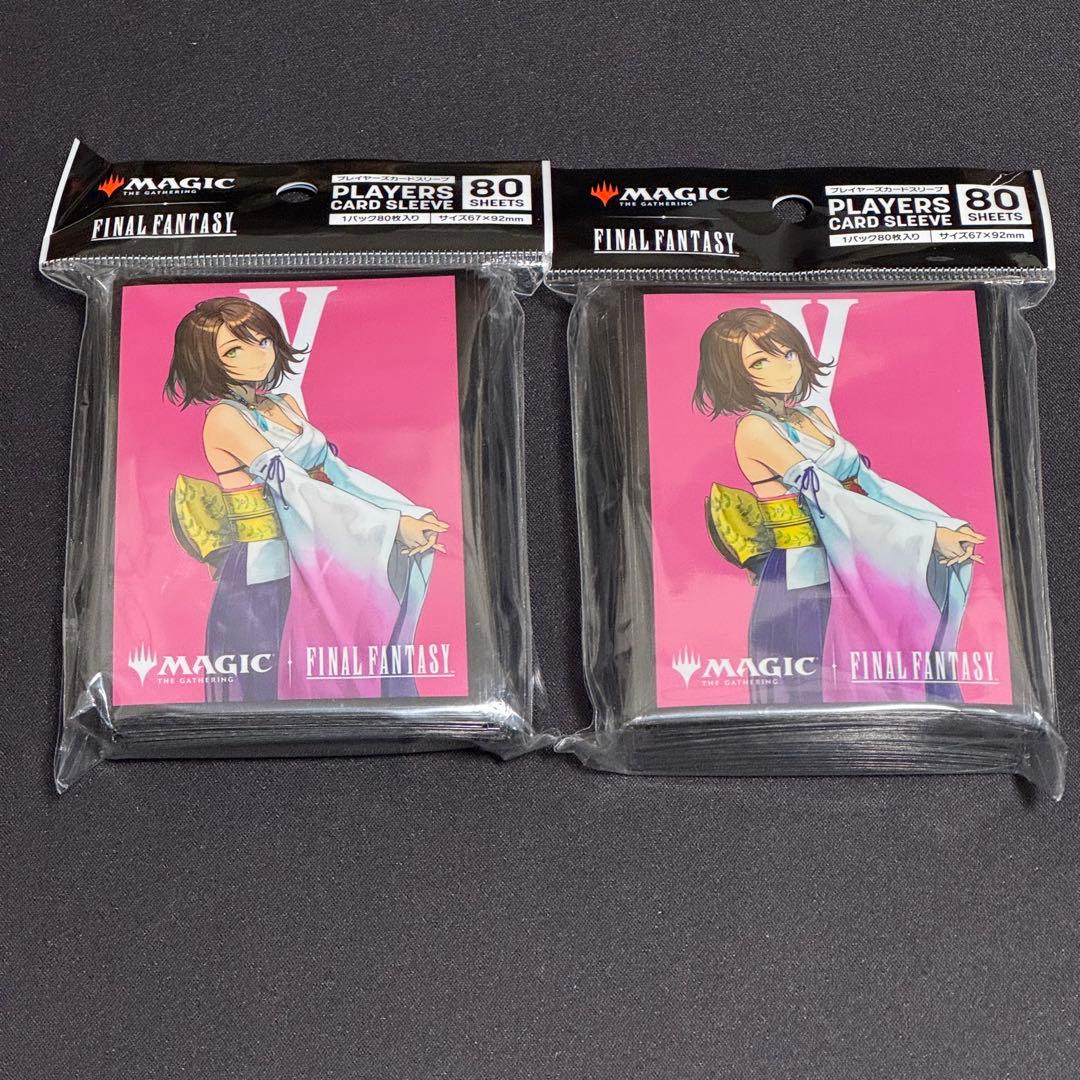 MAGIC
THE GATHERING
FINAL FANTASY
プレイヤーズカードスリーブ
PLAYERS
CARD SLEEVE
80
SHEETS
1パック80枚入り サイズ67×92mm
X
MAGIC
THE GATHERING
FINAL FANTASY
MAGIC
THE GATHERING
FINAL FANTASY
プレイヤーズカードスリーブ
PLAYERS
CARD SLEEVE
80
SHEETS
1パック80枚入り サイズ67×92mm
X
MAGIC
THE GATHERING
FINAL FANTASY